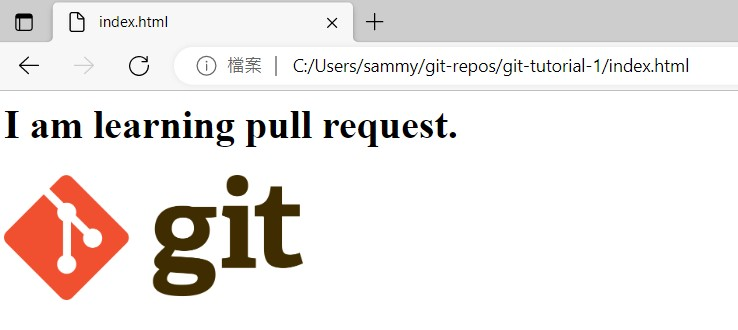 index.html
檔案 C:/Users/sammy/git-repos/git-tutorial-1/index.html
I am learning pull request.
git